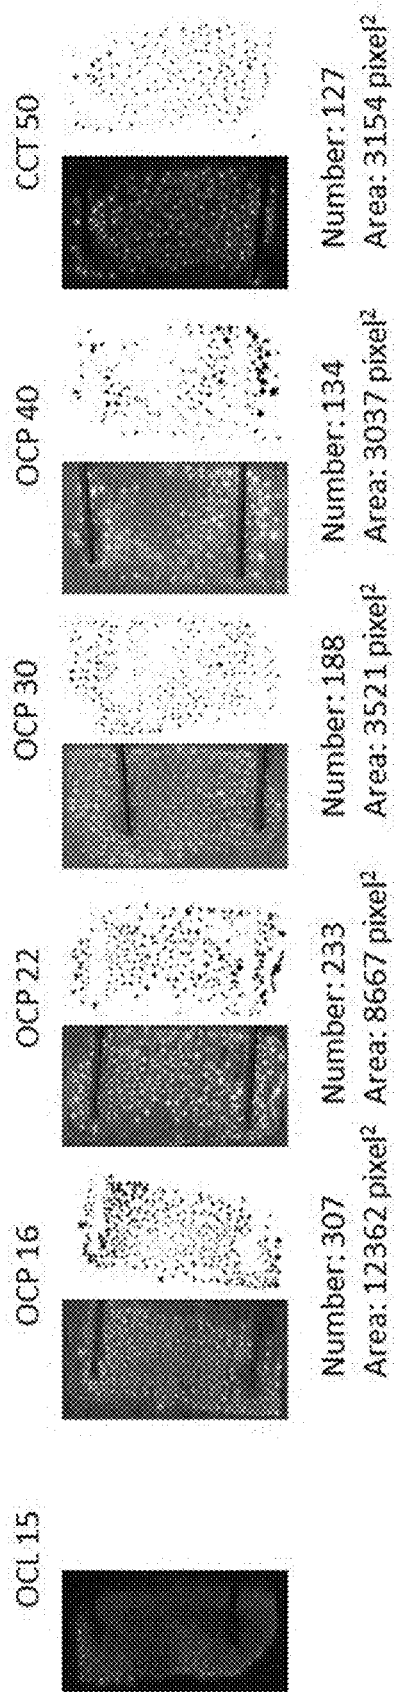 OCL 15
OCP 16
OCP 22
OCP 30
OCP 40
CCT 50
Number: 307
Area: 12362 pixel²
Number: 233
Area: 8667 pixel²
Number: 188
Area: 3521 pixel²
Number: 134
Area: 3037 pixel²
Number: 127
Area: 3154 pixel²